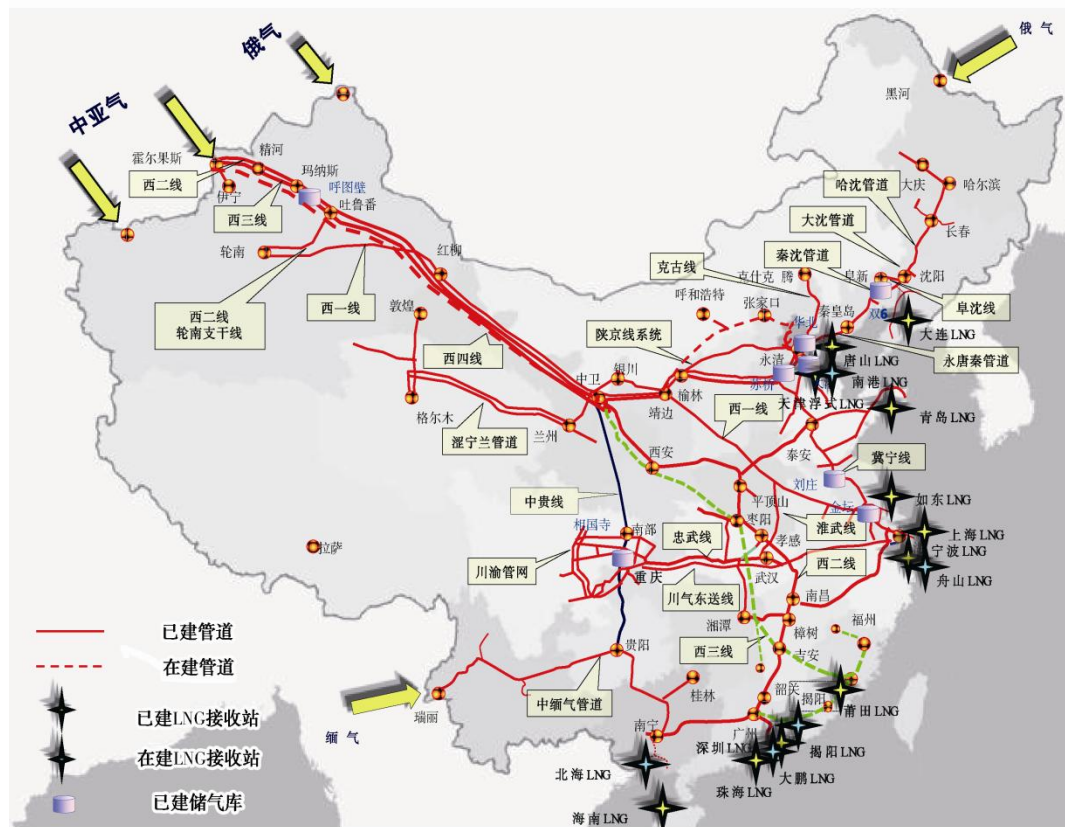 俄气
俄 气
中亚气
黑河
霍尔果斯
精河
西二线
玛纳斯
伊宁
呼图壁
西三线
吐鲁番
大庆
哈尔滨
哈沈管道
大沈管道
长春
轮南
红柳
秦沈管道
克古线
克什克 腾
阜新
沈阳
西二线
轮南支干线
西一线
敦煌
呼和浩特
张家口
秦皇岛
双6
阜沈线
大连LNG
华北
陕京线系统
西四线
永清
唐山LNG
永唐秦管道
银川
中卫
榆林
苏桥
南港LNG
天津浮式LNG
靖边
西一线
青岛LNG
格尔木
涩宁兰管道
兰州
西安
泰安
冀宁线
刘庄
中贵线
平顶山
金坛
如东LNG
相国寺
南部
枣阳
忠武线
孝感
淮武线
上海LNG
宁波LNG
拉萨
川渝管网
重庆
武汉
西二线
舟山LNG
川气东送线
南昌
湘潭
樟树
福州
西三线
吉安
贵阳
中缅气管道
桂林
韶关
揭阳
莆田LNG
瑞丽
缅 气
南宁
广州
深圳LNG
揭阳LNG
北海LNG
大鹏LNG
珠海LNG
海南LNG
已建管道
在建管道
已建LNG接收站
在建LNG接收站
已建储气库